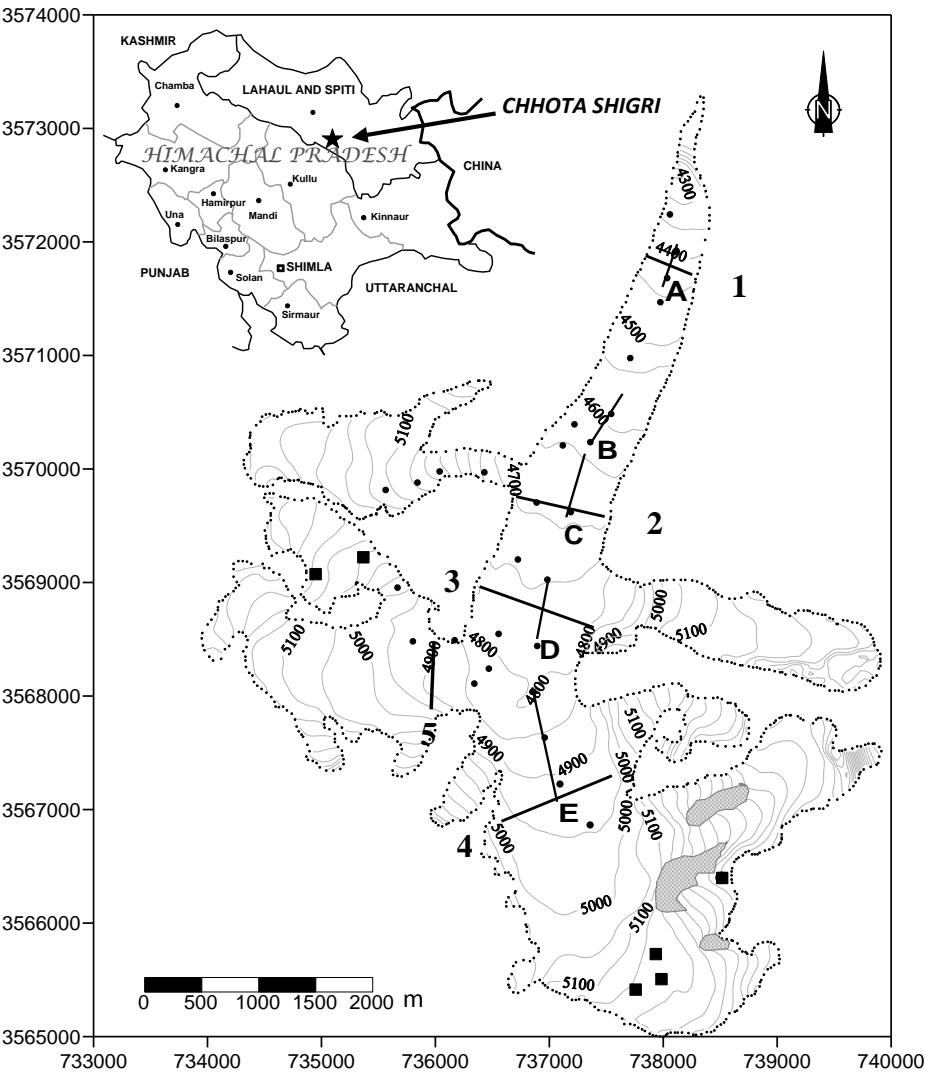 3574000
3573000
3572000
3571000
3570000
3569000
3568000
3567000
3566000
3565000
733000 734000 735000 736000 737000 738000 739000 740000
KASHMIR
Chamba
LAHAUL AND SPITI
CHHOTA SHIGRI
HIMACHAL PRADESH
CHINA
Kangra
Kullu
Hamirpur
Mandi
Una
Kinnaur
Bilaspur
PUNJAB
SHIMLA
Solan
UTTARANCHAL
Sirmaur
N
4300
4400
A
1
4500
4600
B
5100
4700
C
2
3
5000
5100
4800
4900
D
5100
5000
4900
4800
4800
5
4900
5100
4900
5000
5000
5100
E
4
5000
5000
5100
5100
0 500 1000 1500 2000 m